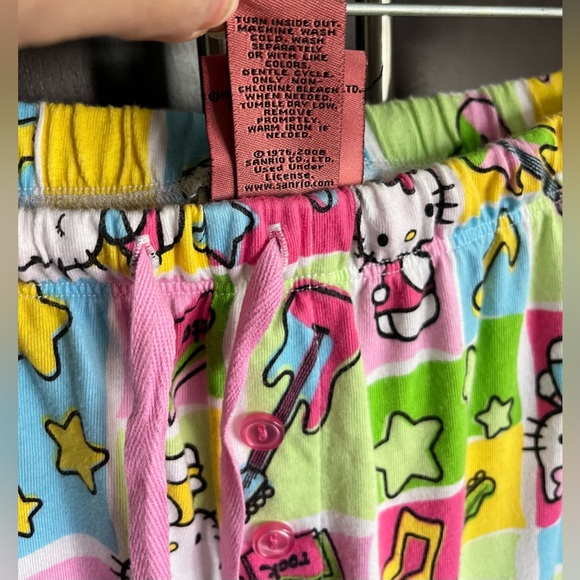 TURN INSIDE OUT.
MACHINE WASH
COLD. WASH
SEPARATELY
OR WITH LIKE
COLORS.
GENTLE CYCLE.
ONLY NON-
CHLORINE BLEACH
WHEN NEEDED.
TUMBLE DAY LOW.
REMOVE
PROMPTLY.
WARM IRON IF
NEEDED.
©1976, 2008
SANRIO CO., LTD.
Used Under
License.
www.sanrio.com
TD.
rock